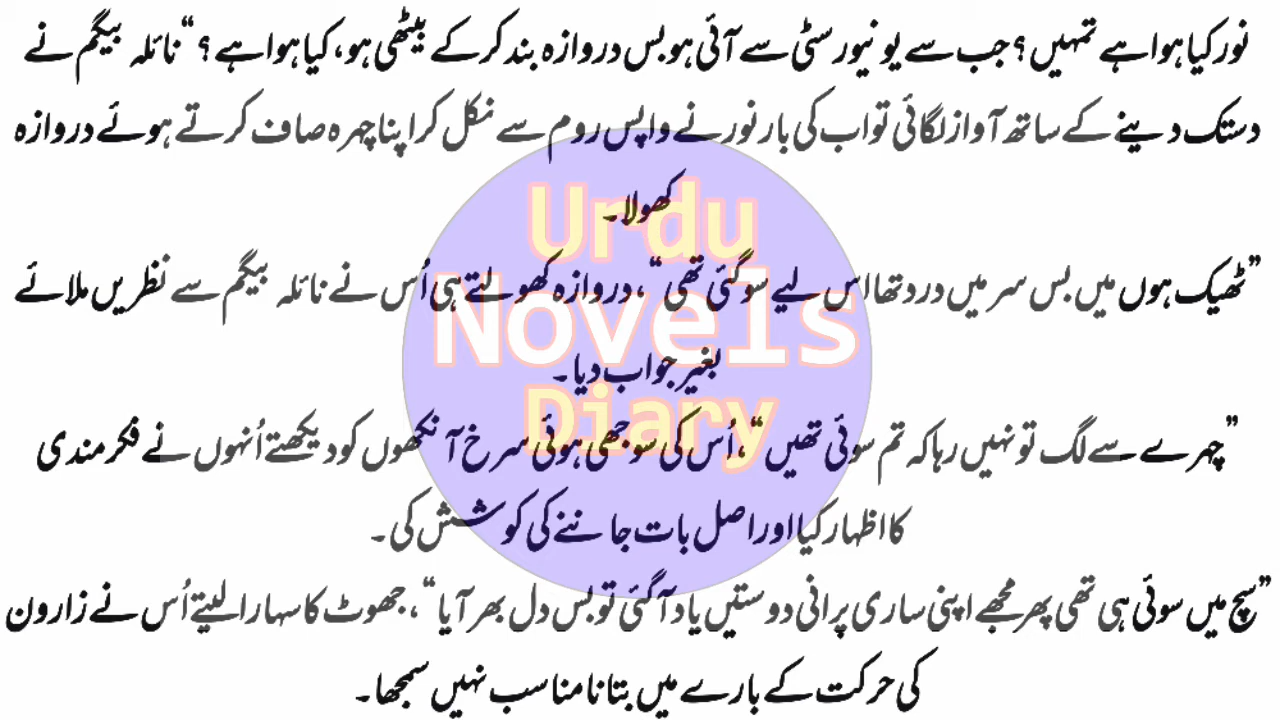 نور کیا ہوا ہے تمہیں؟ جب سے یونیورسٹی سے آئی ہو بس دروازہ بند کر کے بیٹھی ہو، کیا ہوا ہے؟“ نائلہ بیگم نے
دستک دینے کے ساتھ آواز لگائی تو اب کی بار نور نے واپس روم سے نکل کر اپنا چہرہ صاف کرتے ہوئے دروازہ
کھولا۔
”ٹھیک ہوں میں بس سر میں درد تھا اس لیے سو گئی تھی“، دروازہ کھولتے ہی اُس نے نائلہ بیگم سے نظریں ملائے
بغیر جواب دیا۔
”چہرے سے لگ تو نہیں رہا کہ تم سوئی تھیں“، اُس کی سوجھی ہوئی سرخ آنکھوں کو دیکھتے اُنہوں نے فکر مندی
کا اظہار کیا اور اصل بات جاننے کی کوشش کی۔
”سچ میں سوئی ہی تھی پھر مجھے اپنی ساری پرانی دوستیں یاد آ گئی تو بس دل بھر آیا“، جھوٹ کا سہارا لیتے اُس نے زارون
کی حرکت کے بارے میں بتانا مناسب نہیں سمجھا۔
Urdu
Novels
Diary